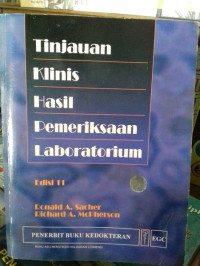 Tinjauan
Klinis
Hasil
Pemeriksaan
Laboratorium
Edisi 11
Ronald A. Sacher
Richard A. McPherson
PENERBIT BUKU KEDOKTERAN
EGC